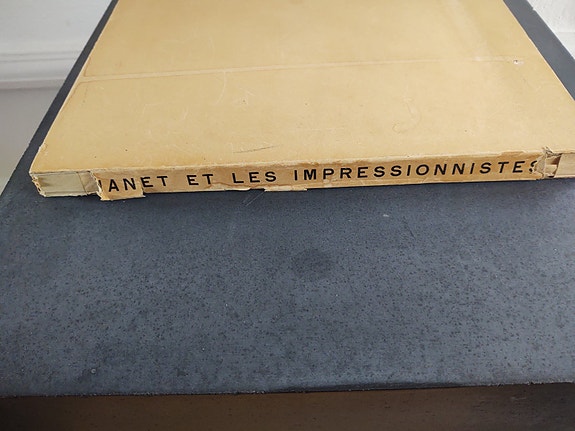 ANET ET LES IMPRESSIONNISTES